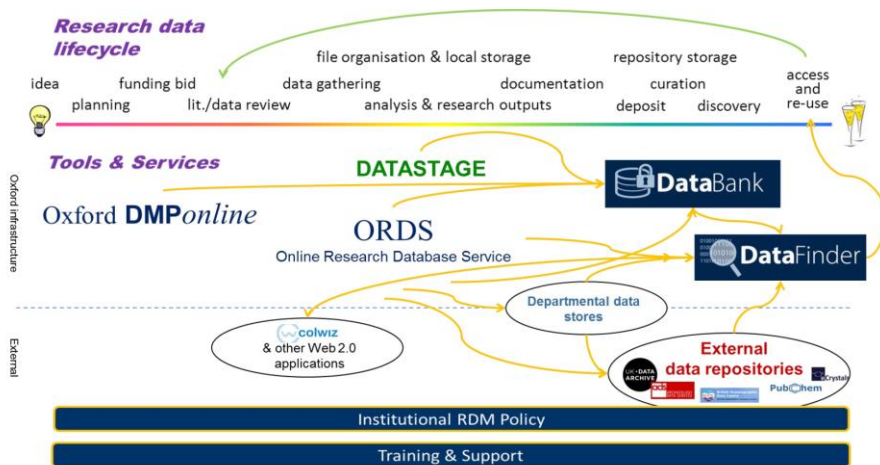 Research data
lifecycle
file organisation & local storage
repository storage
idea
funding bid
data gathering
documentation
curation
access
and
re-use
planning
lit./data review
analysis & research outputs
deposit
discovery
Tools & Services
Oxford infrastructure
DATASTAGE
DataBank
Oxford DMPonline
ORDS
Online Research Database Service
DataFinder
External
Departmental data
stores
colwiz
& other Web 2.0
applications
External
data repositories
UK·DATA
ARCHIVE
PubChem
eCrystals
Institutional RDM Policy
Training & Support